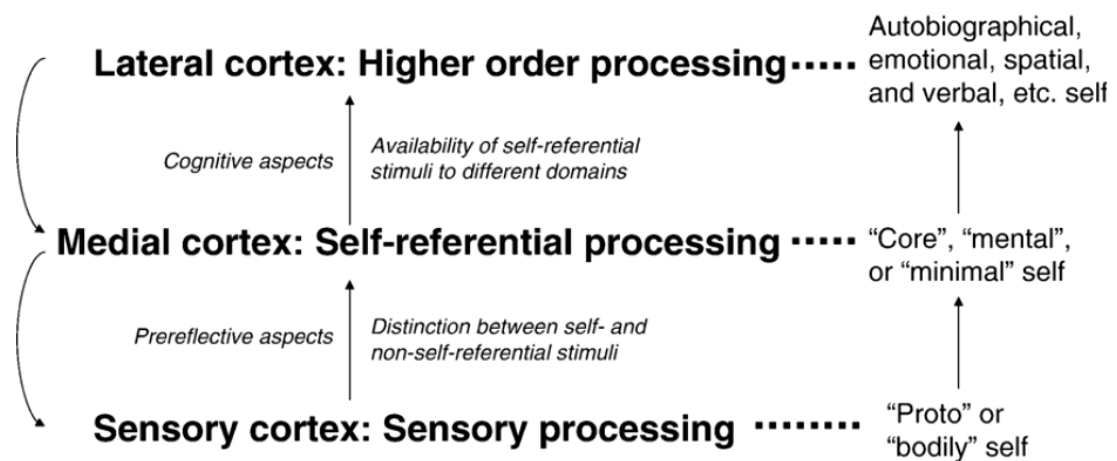 Lateral cortex: Higher order processing
Autobiographical,
emotional, spatial,
and verbal, etc. self
Cognitive aspects
Availability of self-referential
stimuli to different domains
Medial cortex: Self-referential processing
“Core”, “mental”,
or “minimal” self
Prereflective aspects
Distinction between self- and
non-self-referential stimuli
Sensory cortex: Sensory processing
“Proto” or
“bodily” self